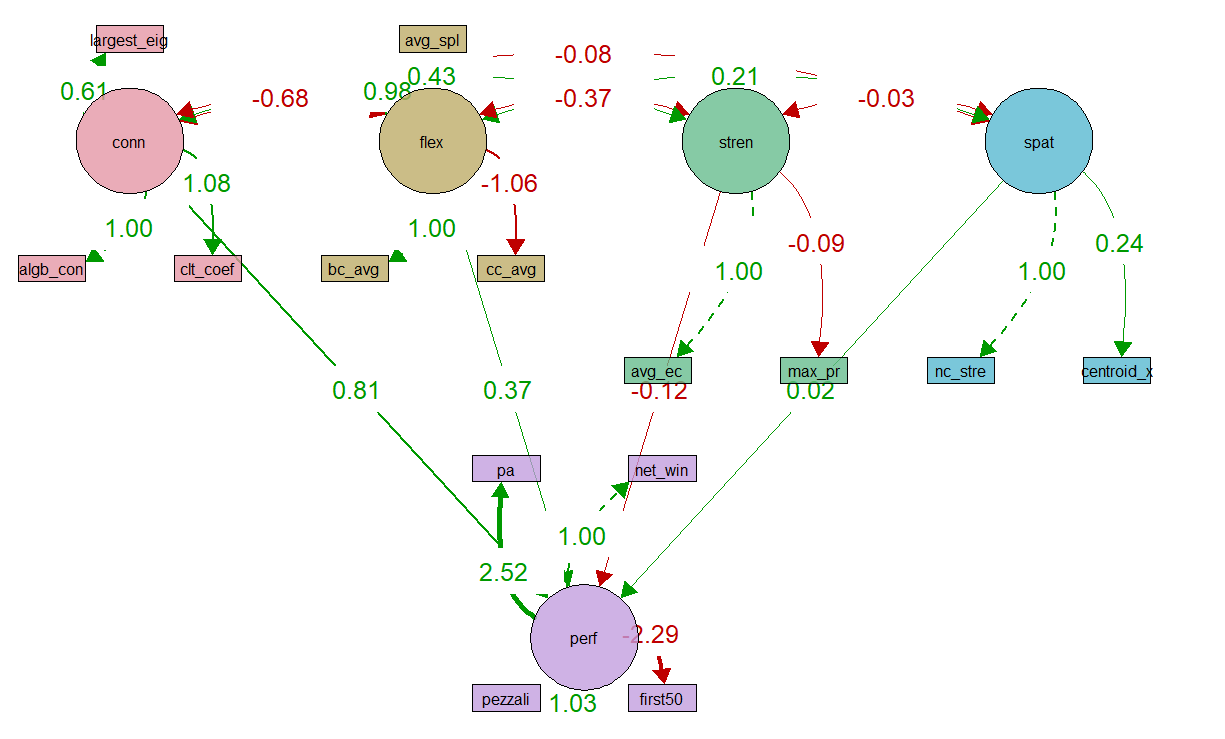 largest_eig
avg_spl
-0.08
0.61
0.98
0.43
0.21
-0.68
-0.37
-0.03
conn
flex
stren
spat
1.08
-1.06
1.00
1.00
-0.09
0.24
algb_con
clt_coef
bc_avg
cc_avg
1.00
1.00
avg_ec
max_pr
nc_stre
centroid_x
0.81
0.37
-0.12
0.02
pa
net_win
1.00
2.52
perf
-2.29
pezzali
1.03
first50